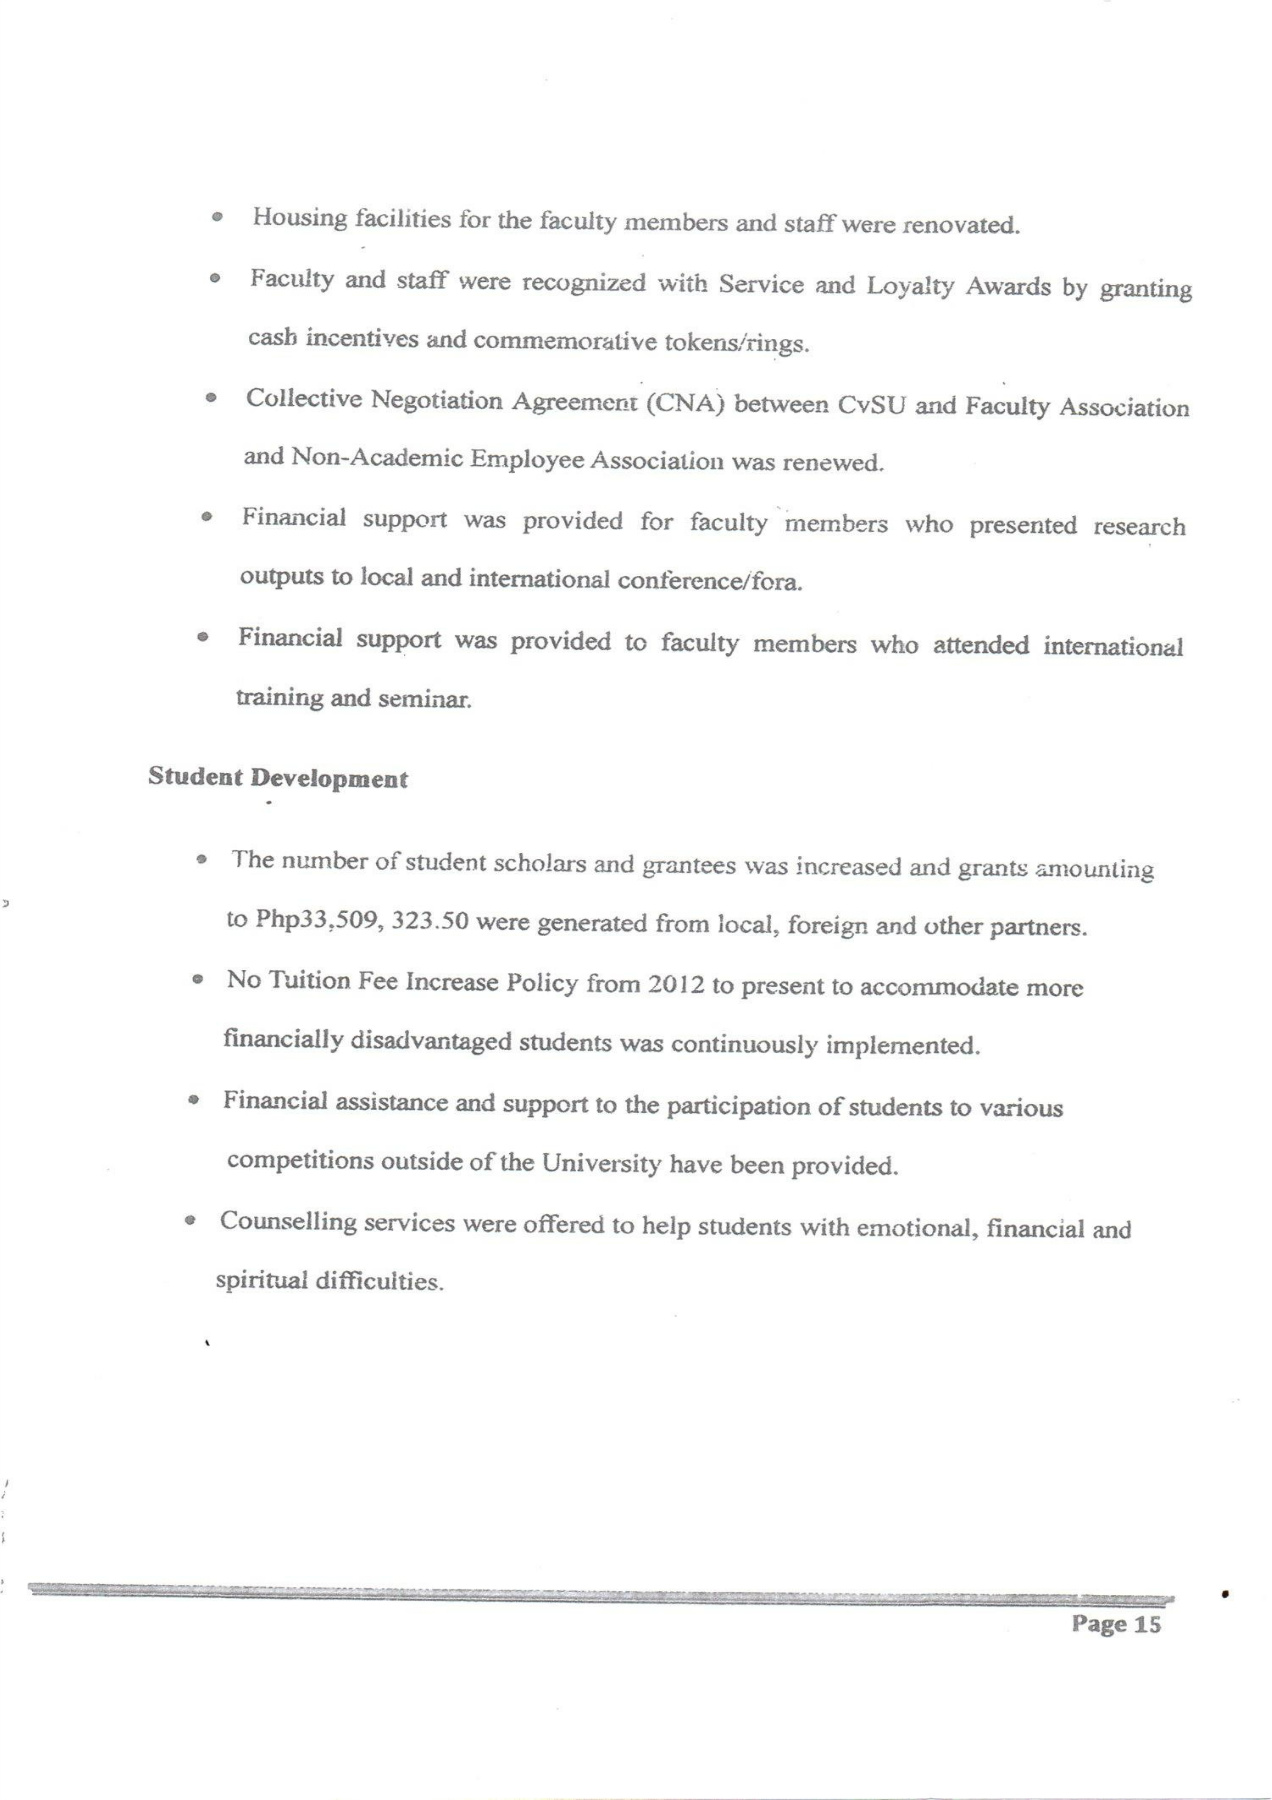 • Housing facilities for the faculty members and staff were renovated.
• Faculty and staff were recognized with Service and Loyalty Awards by granting
cash incentives and commemorative tokens/rings.
• Collective Negotiation Agreement (CNA) between CvSU and Faculty Association
and Non-Academic Employee Association was renewed.
• Financial support was provided for faculty members who presented research
outputs to local and international conference/fora.
• Financial support was provided to faculty members who attended international
training and seminar.
Student Development
• The number of student scholars and grantees was increased and grants amounting
to Php33,509, 323.50 were generated from local, foreign and other partners.
• No Tuition Fee Increase Policy from 2012 to present to accommodate more
financially disadvantaged students was continuously implemented.
• Financial assistance and support to the participation of students to various
competitions outside of the University have been provided.
• Counselling services were offered to help students with emotional, financial and
spiritual difficulties.
Page 15